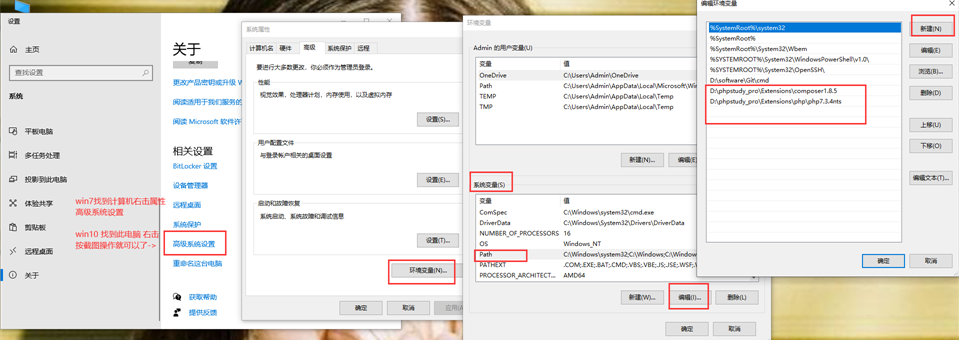 设置
主页
查找设置
系统
平板电脑
多任务处理
投影到此电脑
体验共享
剪贴板
远程桌面
关于
win7找到计算机右击属性
高级系统设置
win10 找到此电脑 右击
按截图操作就可以了->
关于
更改产品密钥或升级 W
阅读适用于我们服务的
阅读 Microsoft 软件许
相关设置
BitLocker 设置
设备管理器
远程桌面
系统保护
高级系统设置
重命名这台电脑
获取帮助
提供反馈
系统属性
计算机名 硬件 高级 系统保护 远程
要进行大多数更改，你必须作为管理员登录。
性能
视觉效果，处理器计划，内存使用，以及虚拟内存
设置(S)...
用户配置文件
与登录帐户相关的桌面设置
设置(E)...
启动和故障恢复
系统启动、系统故障和调试信息
设置(T)...
环境变量(N)...
确定 取消 应用(A)
环境变量
Admin 的用户变量(U)
变量 值
OneDrive C:\Users\Admin\OneDrive
Path C:\Users\Admin\AppData\Local\Microsoft\Win
TEMP C:\Users\Admin\AppData\Local\Temp
TMP C:\Users\Admin\AppData\Local\Temp
新建(N)... 编辑(E)
系统变量(S)
变量 值
ComSpec C:\Windows\system32\cmd.exe
DriverData C:\Windows\System32\Drivers\DriverData
NUMBER_OF_PROCESSORS 16
OS Windows_NT
Path C:\Windows\system32;C:\Windows;C:\Window
PATHEXT .COM;.EXE;.BAT;.CMD;.VBS;.VBE;.JS;.JSE;.WSF;
PROCESSOR_ARCHITECT... AMD64
新建(W)... 编辑(I)... 删除(L)
确定 取消
编辑环境变量
%SystemRoot%\system32
%SystemRoot%
%SystemRoot%\System32\Wbem
%SYSTEMROOT%\System32\WindowsPowerShell\v1.0\
%SYSTEMROOT%\System32\OpenSSH\
D:\software\Git\cmd
D:\phpstudy_pro\Extensions\composer1.8.5
D:\phpstudy_pro\Extensions\php\php7.3.4nts
新建(N)
编辑(E)
浏览(B)...
删除(D)
上移(U)
下移(O)
编辑文本(T)...
确定 取消